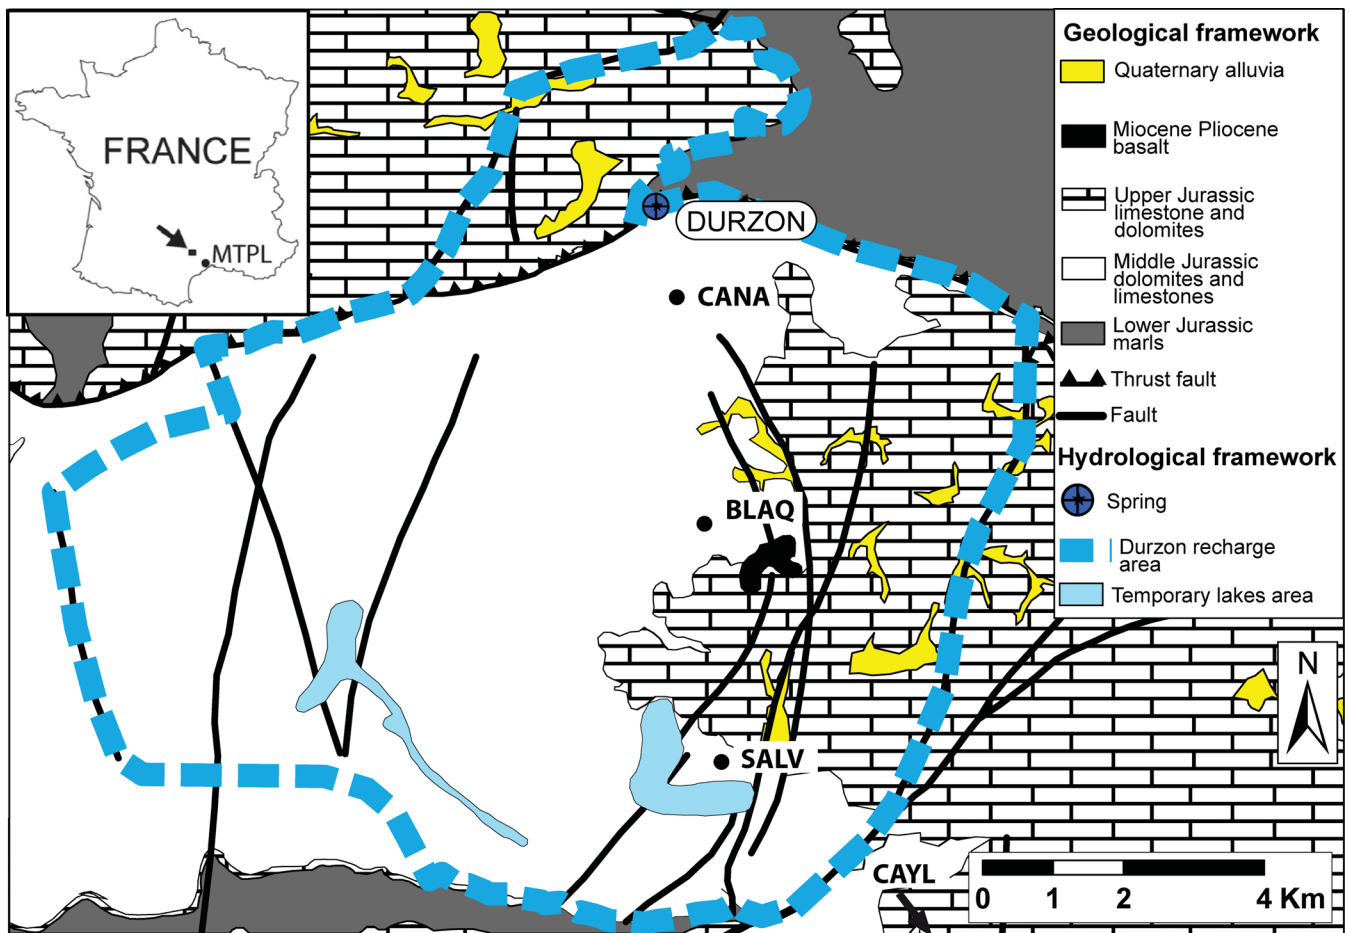 FRANCE
MTPL
DURZON
CANA
BLAQ
SALV
CAYL
Geological framework
Quaternary alluvia
Miocene Pliocene
basalt
Upper Jurassic
limestone and
dolomites
Middle Jurassic
dolomites and
limestones
Lower Jurassic
marls
Thrust fault
Fault
Hydrological framework
Spring
Durzon recharge
area
Temporary lakes area
N
0 1 2 4 Km